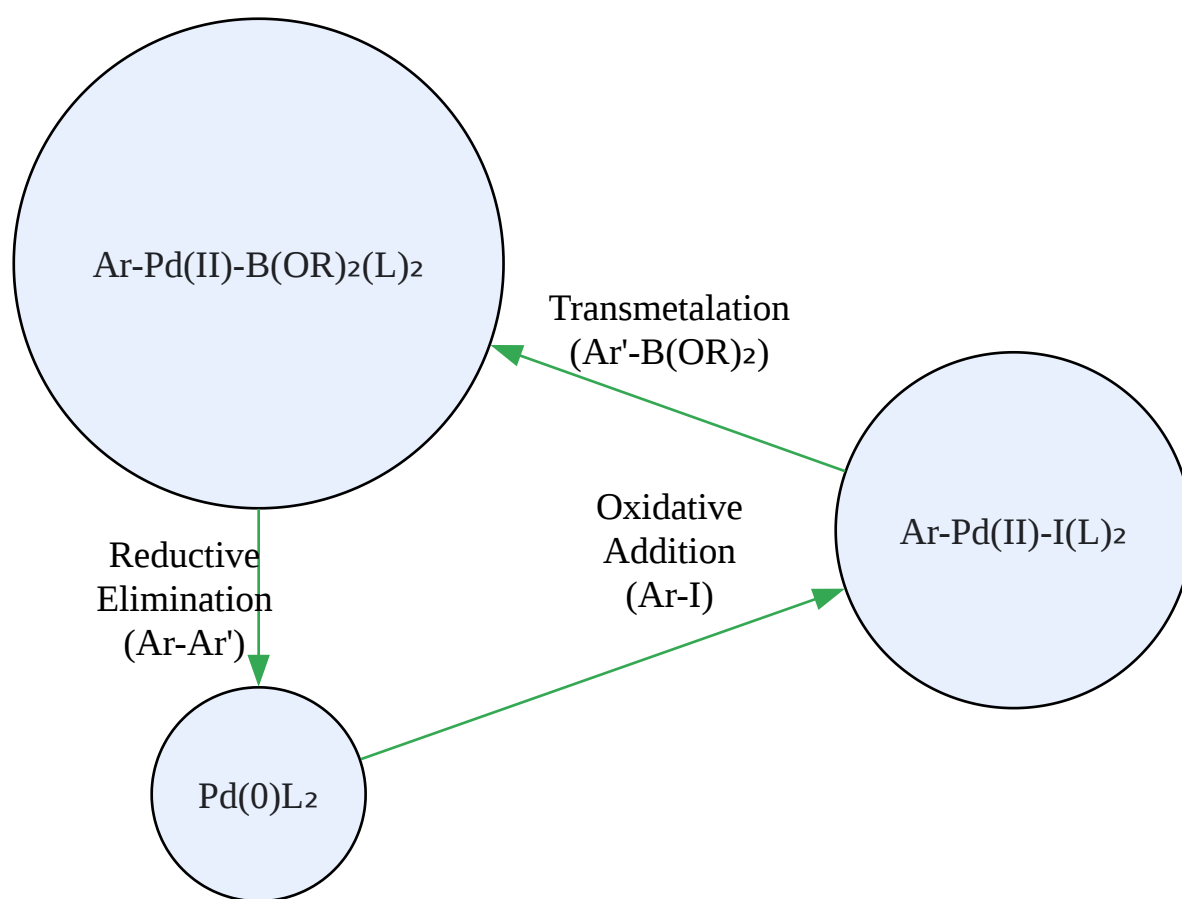 Ar-Pd(II)-B(OR)₂(L)₂
Transmetalation
(Ar'-B(OR)₂)
Oxidative
Addition
(Ar-I)
Ar-Pd(II)-I(L)₂
Reductive
Elimination
(Ar-Ar')
Pd(0)L₂